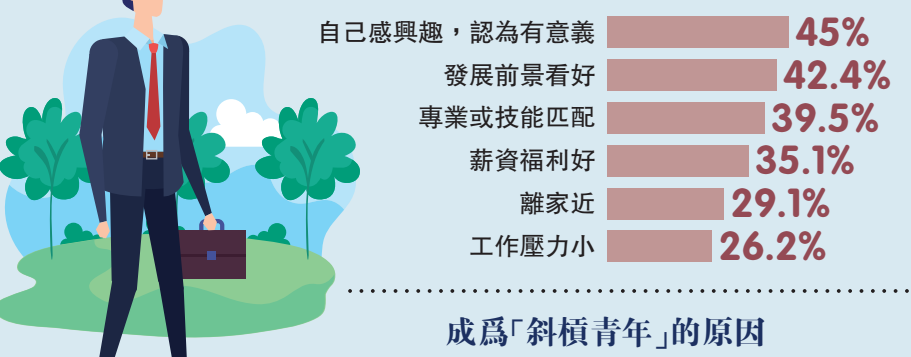 自己感興趣，認為有意義 45%
發展前景看好 42.4%
專業或技能匹配 39.5%
薪資福利好 35.1%
離家近 29.1%
工作壓力小 26.2%
成爲「斜槓青年」的原因